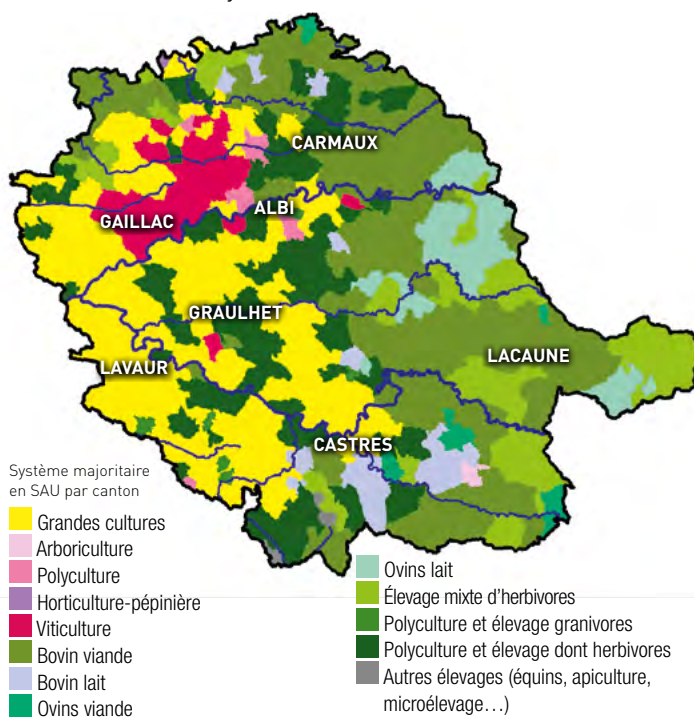 CARMAUX
ALBI
GAILLAC
GRAULHET
LAVAUR
LACAUNE
CASTRES
Système majoritaire
en SAU par canton
Grandes cultures
Arboriculture
Polyculture
Horticulture-pépinière
Viticulture
Bovin viande
Bovin lait
Ovins viande
Ovins lait
Élevage mixte d'herbivores
Polyculture et élevage granivores
Polyculture et élevage dont herbivores
Autres élevages (équins, apiculture,
microélevage…)